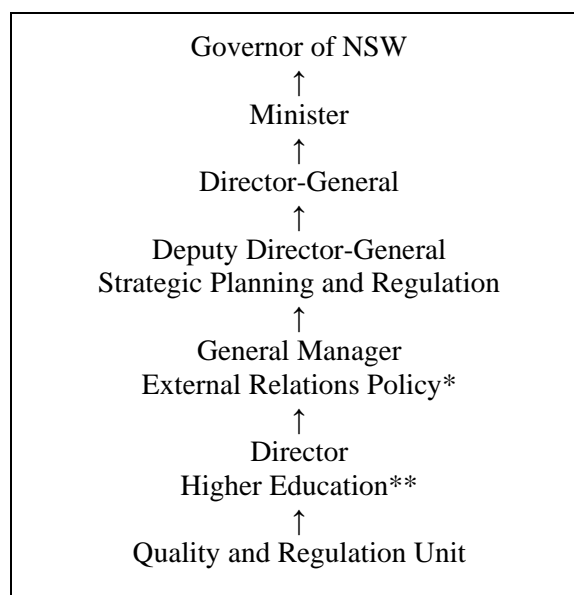 Governor of NSW
↑
Minister
↑
Director-General
↑
Deputy Director-General
Strategic Planning and Regulation
↑
General Manager
External Relations Policy*
↑
Director
Higher Education**
↑
Quality and Regulation Unit